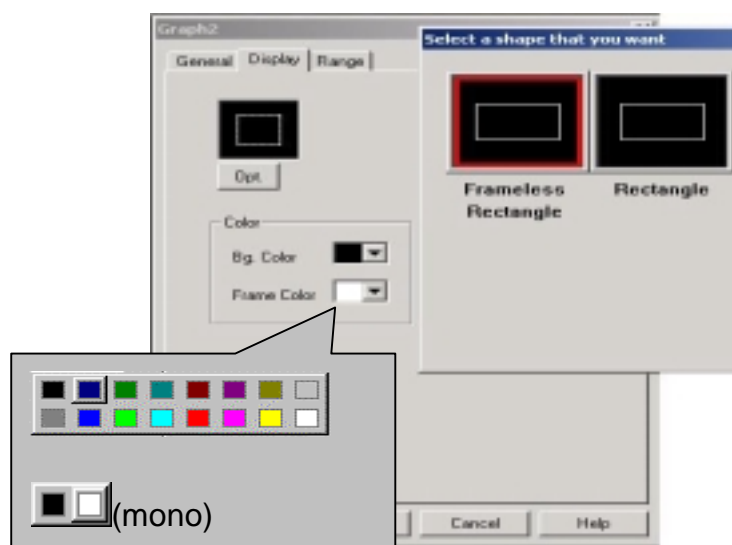 Graph2
Select a shape that you want
General Display Range
Opt.
Frameless Rectangle
Rectangle
Color
Bg. Color
Frame Color
(mono)
Cancel Help